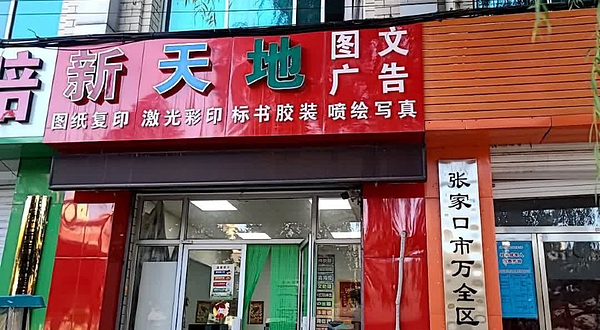 倍
新天地
图文
广告
图纸复印 激光彩印 标书胶装 喷绘写真
张家口市万全区